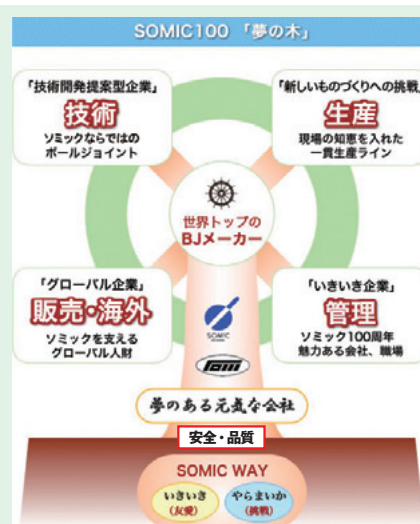 SOMIC100 「夢の木」
「技術開発提案型企業」
技術
ソミックならではの
ボールジョイント
「新しいものづくりへの挑戦」
生産
現場の知恵を入れた
一貫生産ライン
世界トップの
BJメーカー
「グローバル企業」
販売・海外
ソミックを支える
グローバル人財
「いきいき企業」
管理
ソミック100周年
魅力ある会社、職場
SOMIC
夢のある元気な会社
安全・品質
SOMIC WAY
いきいき
(友愛)
やらまいか
(挑戦)